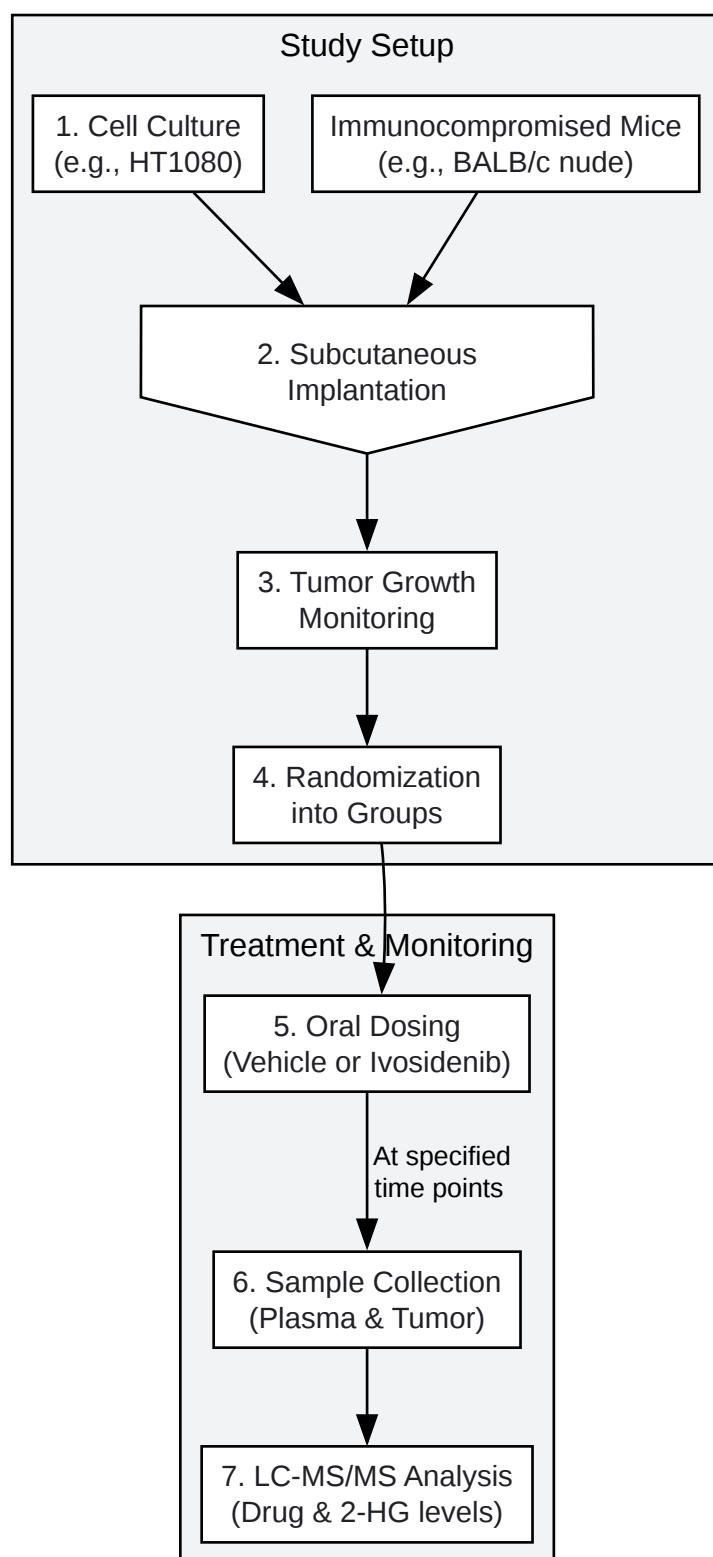 Study Setup
1. Cell Culture
(e.g., HT1080)
Immunocompromised Mice
(e.g., BALB/c nude)
2. Subcutaneous
Implantation
3. Tumor Growth
Monitoring
4. Randomization
into Groups
Treatment & Monitoring
5. Oral Dosing
(Vehicle or Ivosidenib)
At specified
time points
6. Sample Collection
(Plasma & Tumor)
7. LC-MS/MS Analysis
(Drug & 2-HG levels)